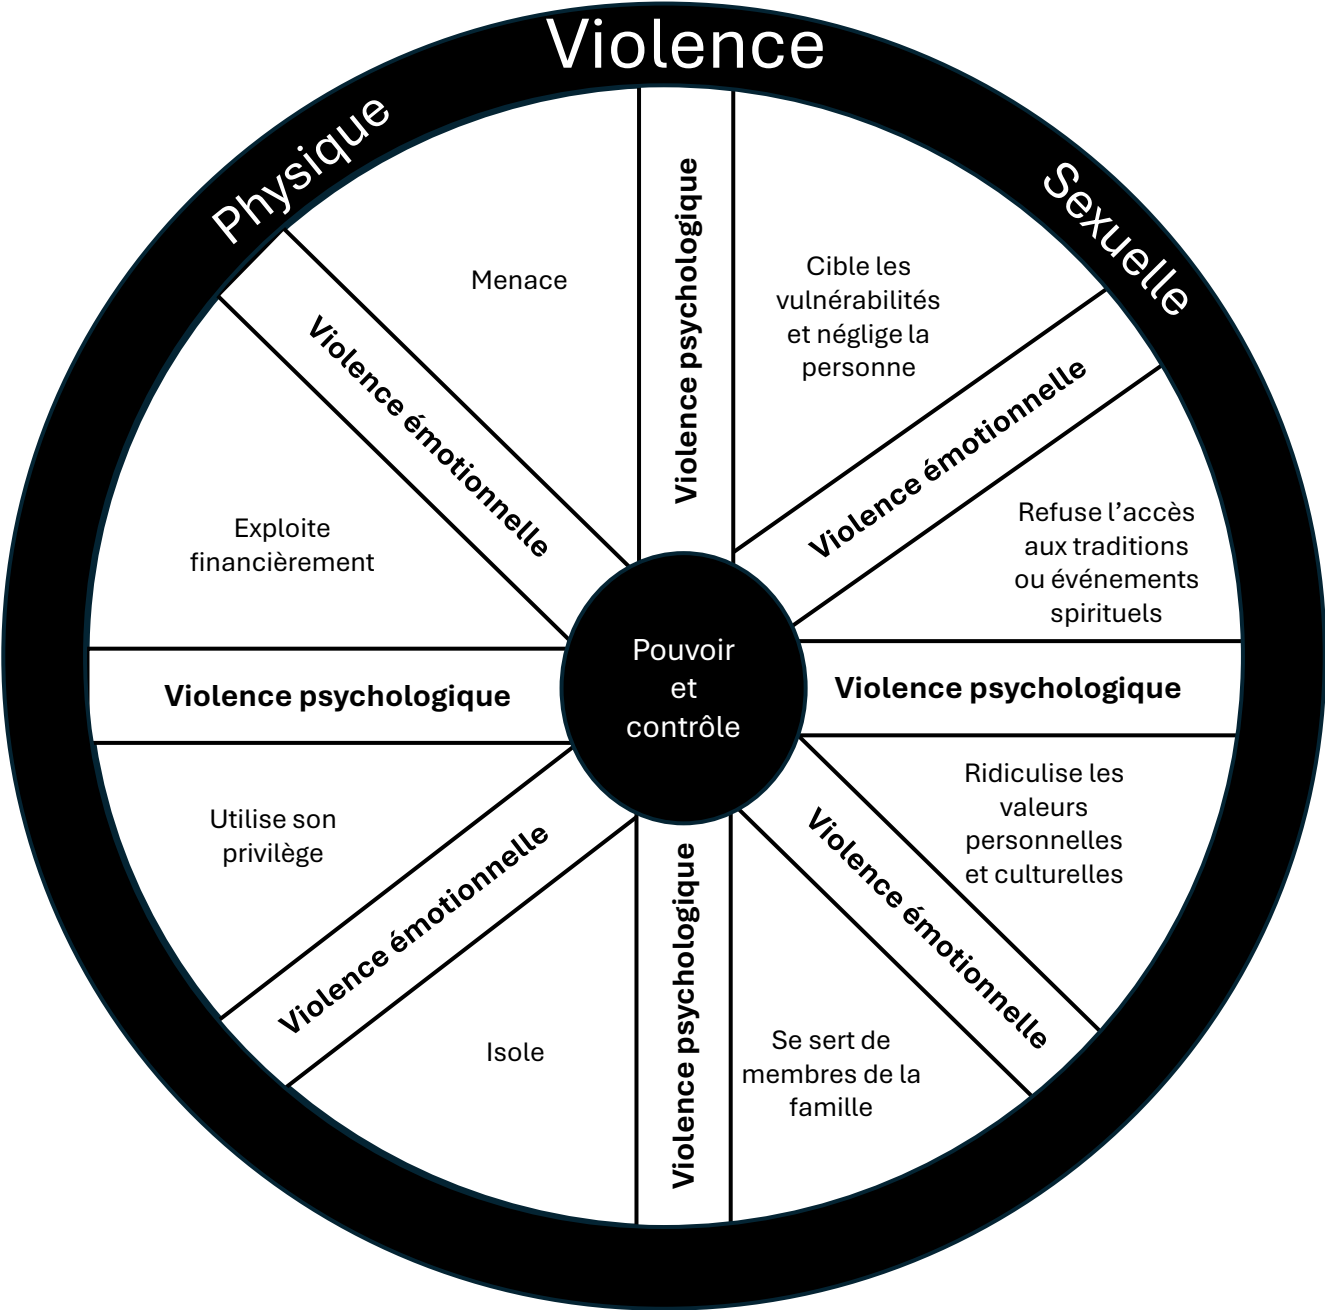 Violence
Physique
Sexuelle
Menace
Violence psychologique
Cible les
vulnérabilités
et néglige la
personne
Violence émotionnelle
Violence émotionnelle
Refuse l’accès
aux traditions
ou événements
spirituels
Exploite
financièrement
Violence psychologique
Pouvoir
et
contrôle
Violence psychologique
Ridiculise les
valeurs
personnelles
et culturelles
Utilise son
privilège
Violence émotionnelle
Violence psychologique
Violence émotionnelle
Isole
Se sert de
membres de la
famille